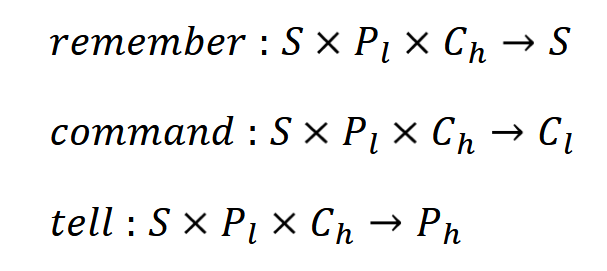 remember : S × P_l × C_h → S
command : S × P_l × C_h → C_l
tell : S × P_l × C_h → P_h